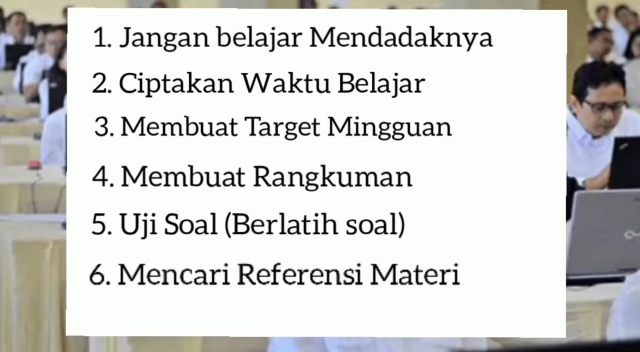 1. Jangan belajar Mendadaknya
2. Ciptakan Waktu Belajar
3. Membuat Target Mingguan
4. Membuat Rangkuman
5. Uji Soal (Berlatih soal)
6. Mencari Referensi Materi